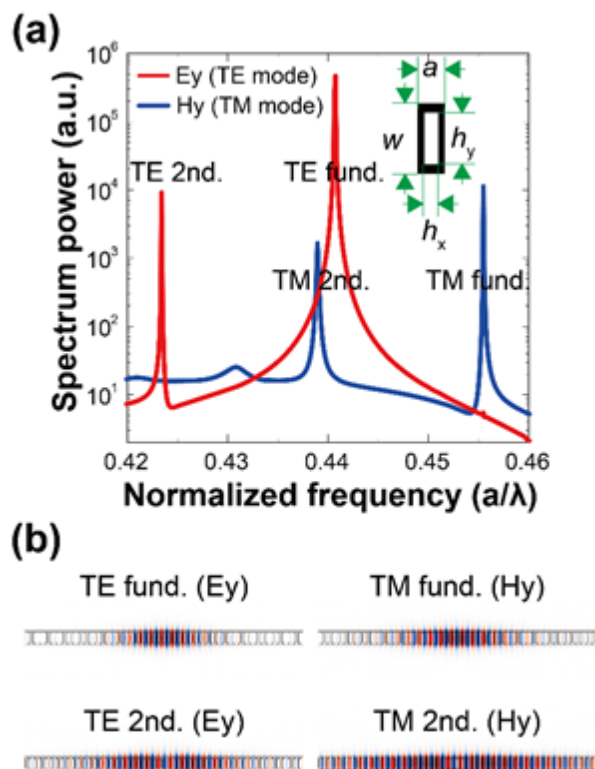 (a)
10⁶
10⁵
10⁴
10³
10²
10¹
Spectrum power (a.u.)
Ey (TE mode)
Hy (TM mode)
a
w
hy
hx
TE 2nd.
TE fund.
TM 2nd.
TM fund.
0.42
0.43
0.44
0.45
0.46
Normalized frequency (a/λ)
(b)
TE fund. (Ey)
TM fund. (Hy)
TE 2nd. (Ey)
TM 2nd. (Hy)